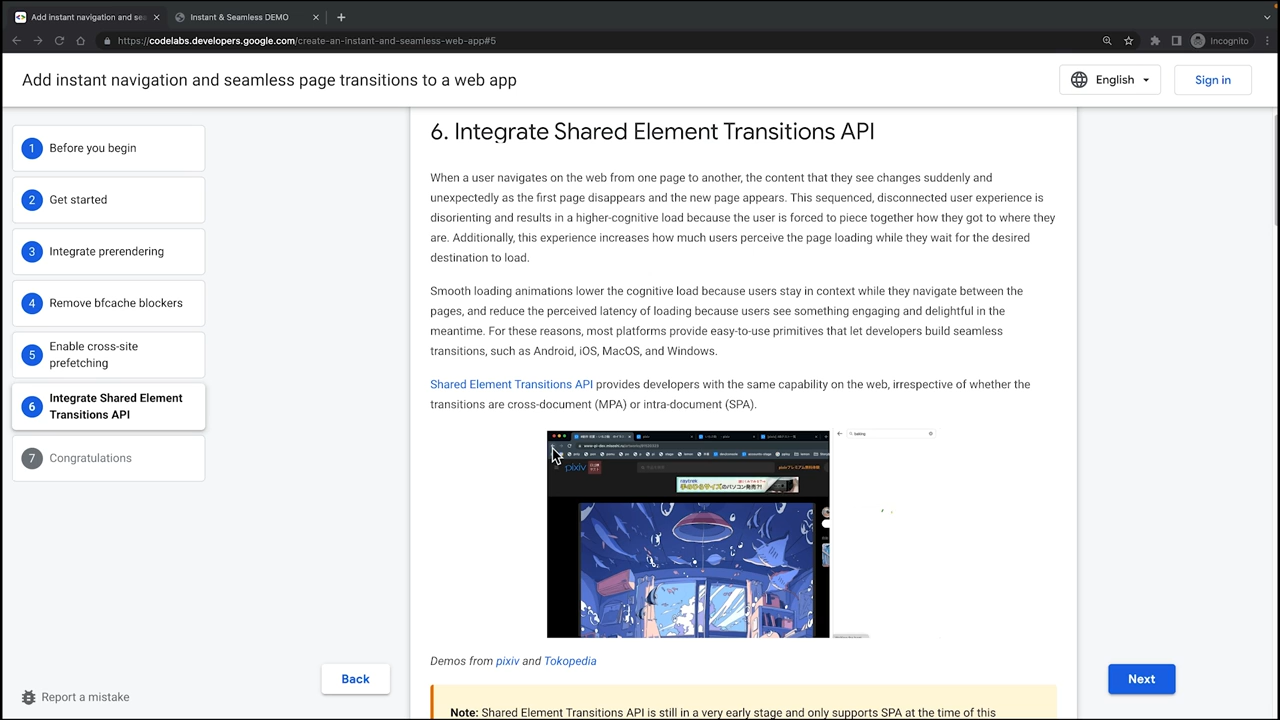 Add instant navigation and sea
Instant & Seamless DEMO
https://codelabs.developers.google.com/create-an-instant-and-seamless-web-app#5
Incognito
Add instant navigation and seamless page transitions to a web app
English
Sign in
1 Before you begin
2 Get started
3 Integrate prerendering
4 Remove bfcache blockers
5 Enable cross-site
prefetching
6 Integrate Shared Element
Transitions API
7 Congratulations
6. Integrate Shared Element Transitions API
When a user navigates on the web from one page to another, the content that they see changes suddenly and
unexpectedly as the first page disappears and the new page appears. This sequenced, disconnected user experience is
disorienting and results in a higher-cognitive load because the user is forced to piece together how they got to where they
are. Additionally, this experience increases how much users perceive the page loading while they wait for the desired
destination to load.
Smooth loading animations lower the cognitive load because users stay in context while they navigate between the
pages, and reduce the perceived latency of loading because users see something engaging and delightful in the
meantime. For these reasons, most platforms provide easy-to-use primitives that let developers build seamless
transitions, such as Android, iOS, MacOS, and Windows.
Shared Element Transitions API provides developers with the same capability on the web, irrespective of whether the
transitions are cross-document (MPA) or intra-document (SPA).
pixiv
raytrek
Demos from pixiv and Tokopedia
Back
Next
Report a mistake
Note: Shared Element Transitions API is still in a very early stage and only supports SPA at the time of this